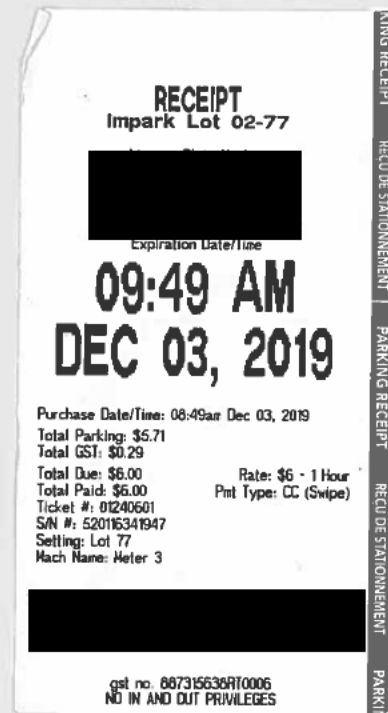 RECEIPT
Impark Lot 02-77
Expiration Date/Time
09:49 AM
DEC 03, 2019
Purchase Date/Time: 08:49am Dec 03, 2019
Total Parking: $5.71
Total GST: $0.29
Total Due: $6.00
Rate: $6 - 1 Hour
Total Paid: $6.00
Pmt Type: CC (Swipe)
Ticket #: 01240601
S/N #: 520116341947
Setting: Lot 77
Mach Name: Meter 3
gst no. 887315638RT0006
NO IN AND OUT PRIVILEGES
KING RECEIPT
REÇU DE STATIONNEMENT
PARKING RECEIPT
REÇU DE STATIONNEMENT
PARKI